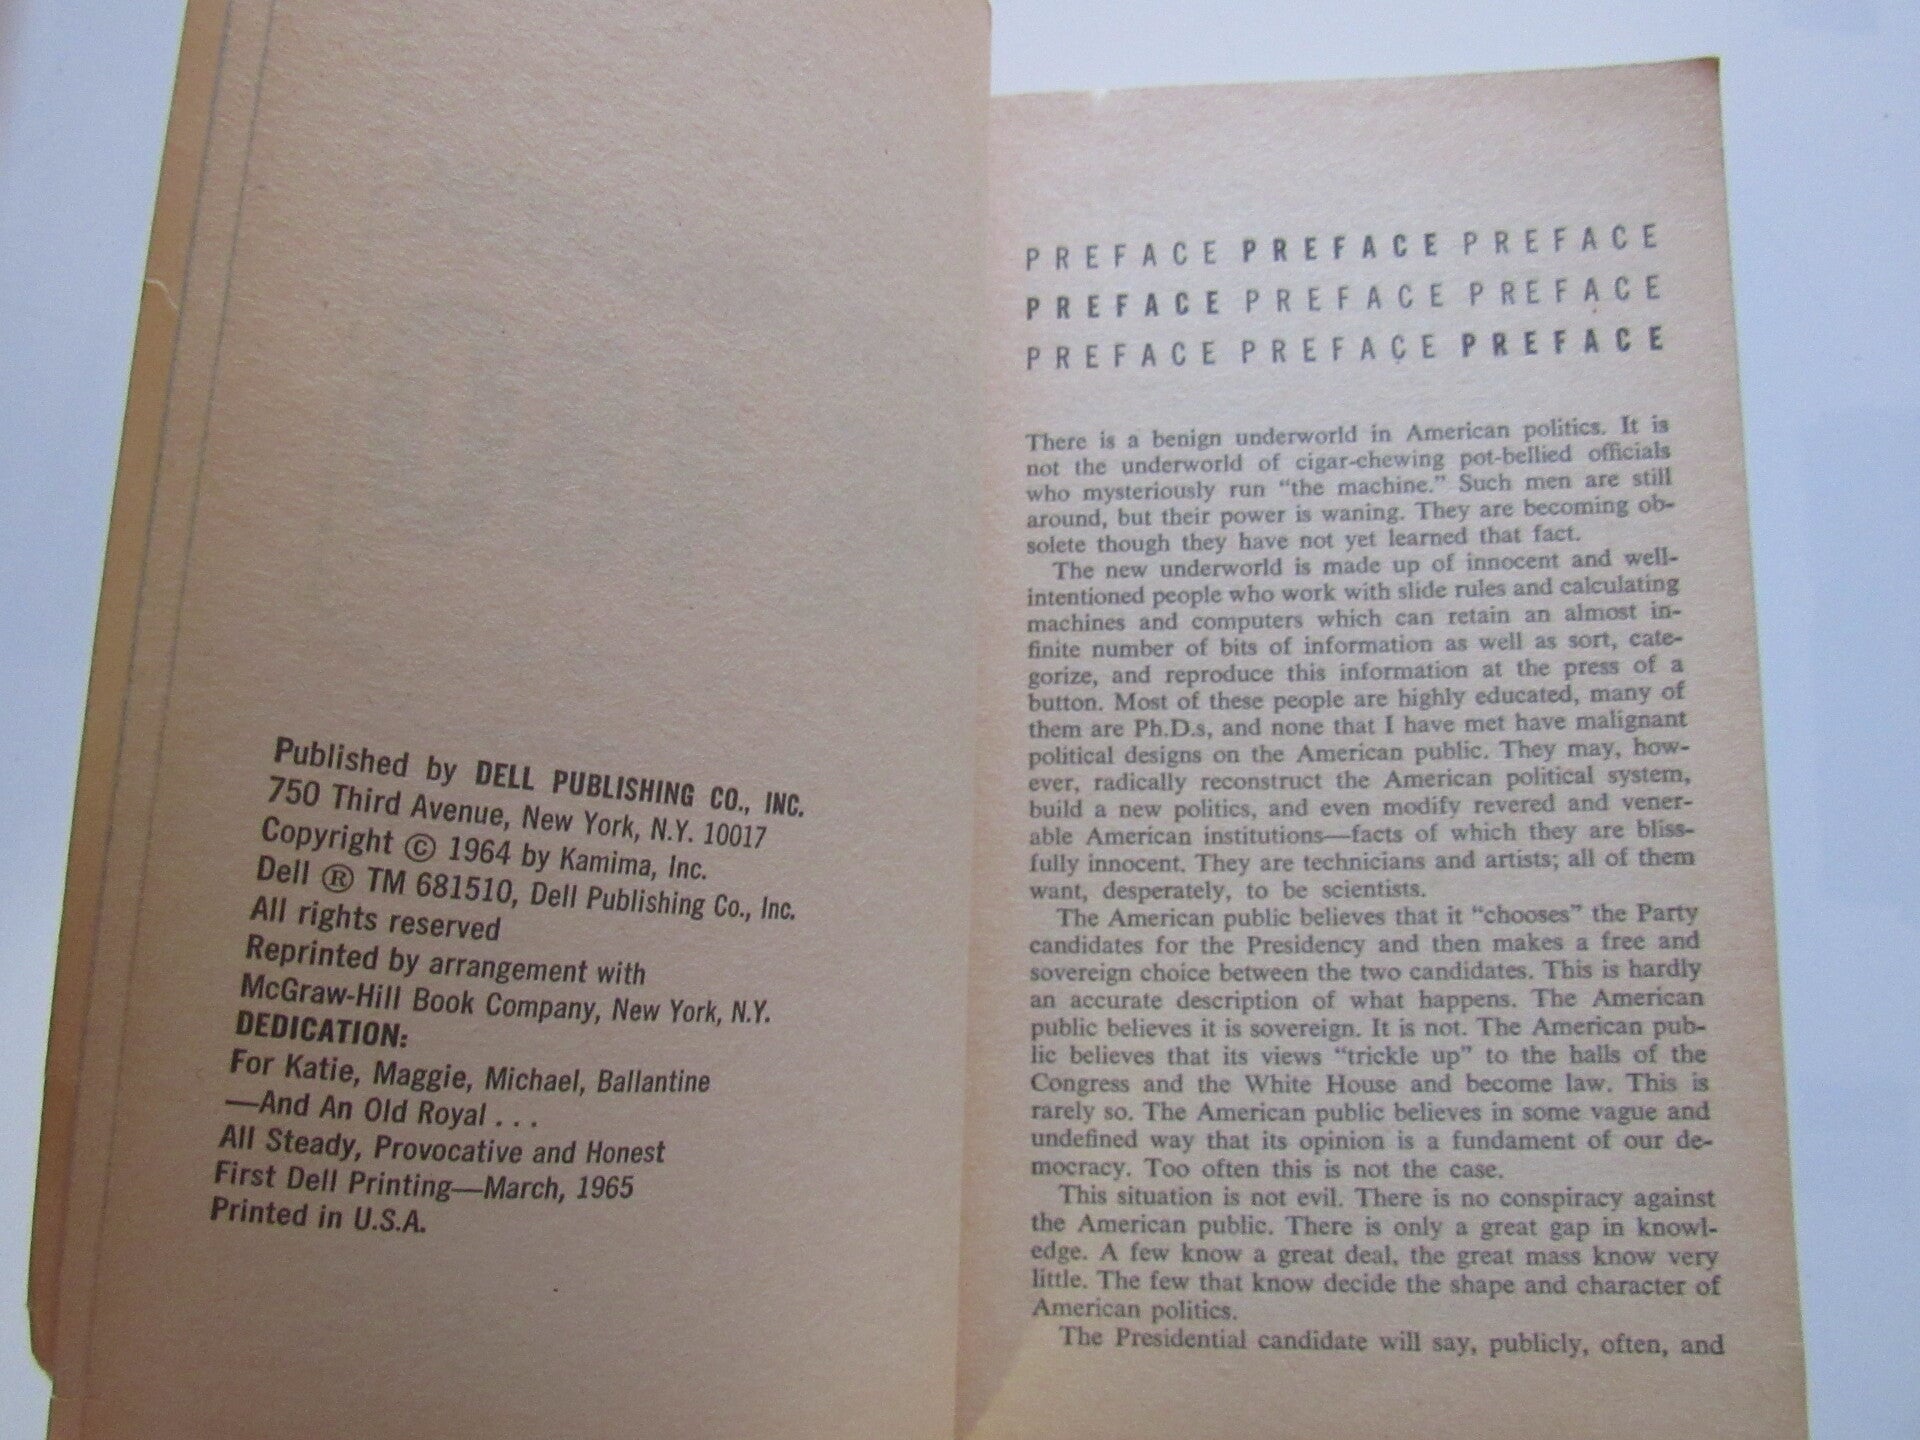 Published by DELL PUBLISHING CO., INC.
750 Third Avenue, New York, N.Y. 10017
Copyright © 1964 by Kamima, Inc.
Dell ® TM 681510, Dell Publishing Co., Inc.
All rights reserved
Reprinted by arrangement with
McGraw-Hill Book Company, New York, N.Y.
DEDICATION:
For Katie, Maggie, Michael, Ballantine
—And An Old Royal . . .
All Steady, Provocative and Honest
First Dell Printing—March, 1965
Printed in U.S.A.
PREFACE PREFACE PREFACE
PREFACE PREFACE PREFACE
PREFACE PREFACE PREFACE
There is a benign underworld in American politics. It is
not the underworld of cigar-chewing pot-bellied officials
who mysteriously run “the machine.” Such men are still
around, but their power is waning. They are becoming ob-
solete though they have not yet learned that fact.
The new underworld is made up of innocent and well-
intentioned people who work with slide rules and calculating
machines and computers which can retain an almost in-
finite number of bits of information as well as sort, cate-
gorize, and reproduce this information at the press of a
button. Most of these people are highly educated, many of
them are Ph.D.s, and none that I have met have malignant
political designs on the American public. They may, how-
ever, radically reconstruct the American political system,
build a new politics, and even modify revered and vener-
able American institutions—facts of which they are bliss-
fully innocent. They are technicians and artists; all of them
want, desperately, to be scientists.
The American public believes that it “chooses” the Party
candidates for the Presidency and then makes a free and
sovereign choice between the two candidates. This is hardly
an accurate description of what happens. The American
public believes it is sovereign. It is not. The American pub-
lic believes that its views “trickle up” to the halls of the
Congress and the White House and become law. This is
rarely so. The American public believes in some vague and
undefined way that its opinion is a fundament of our de-
mocracy. Too often this is not the case.
This situation is not evil. There is no conspiracy against
the American public. There is only a great gap in knowl-
edge. A few know a great deal, the great mass know very
little. The few that know decide the shape and character of
American politics.
The Presidential candidate will say, publicly, often, and